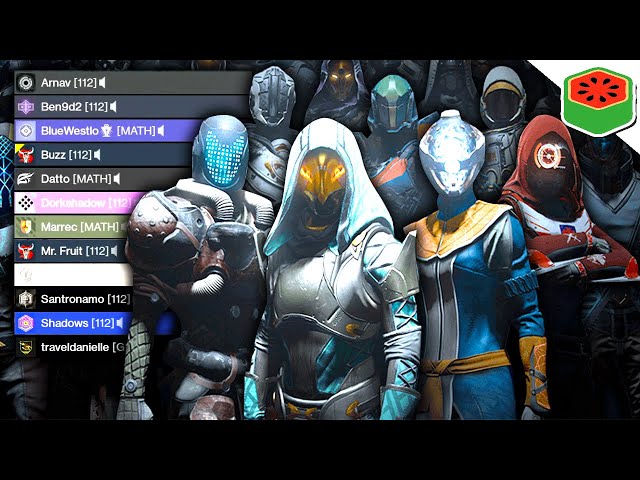 Arnav [112]
Ben9d2 [112]
BlueWestlo [MATH]
Buzz [112]
Datto [MATH]
Dorkshadow [112]
Marrec [MATH]
Mr. Fruit [112]
Santronamo [112]
Shadows [112]
traveldanielle [G